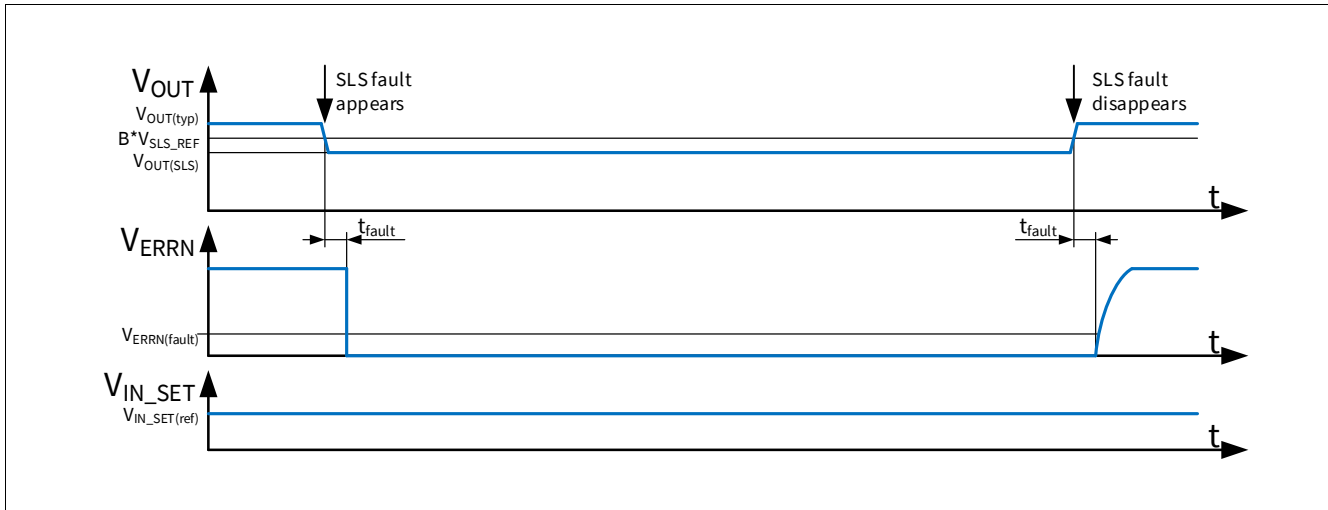 SLS fault
appears
SLS fault
disappears
VOUT
VOUT(typ)
B*VSLS_REF
VOUT(SLS)
t
tfault
tfault
VERRN
VERRN(fault)
t
VIN_SET
VIN_SET(ref)
t